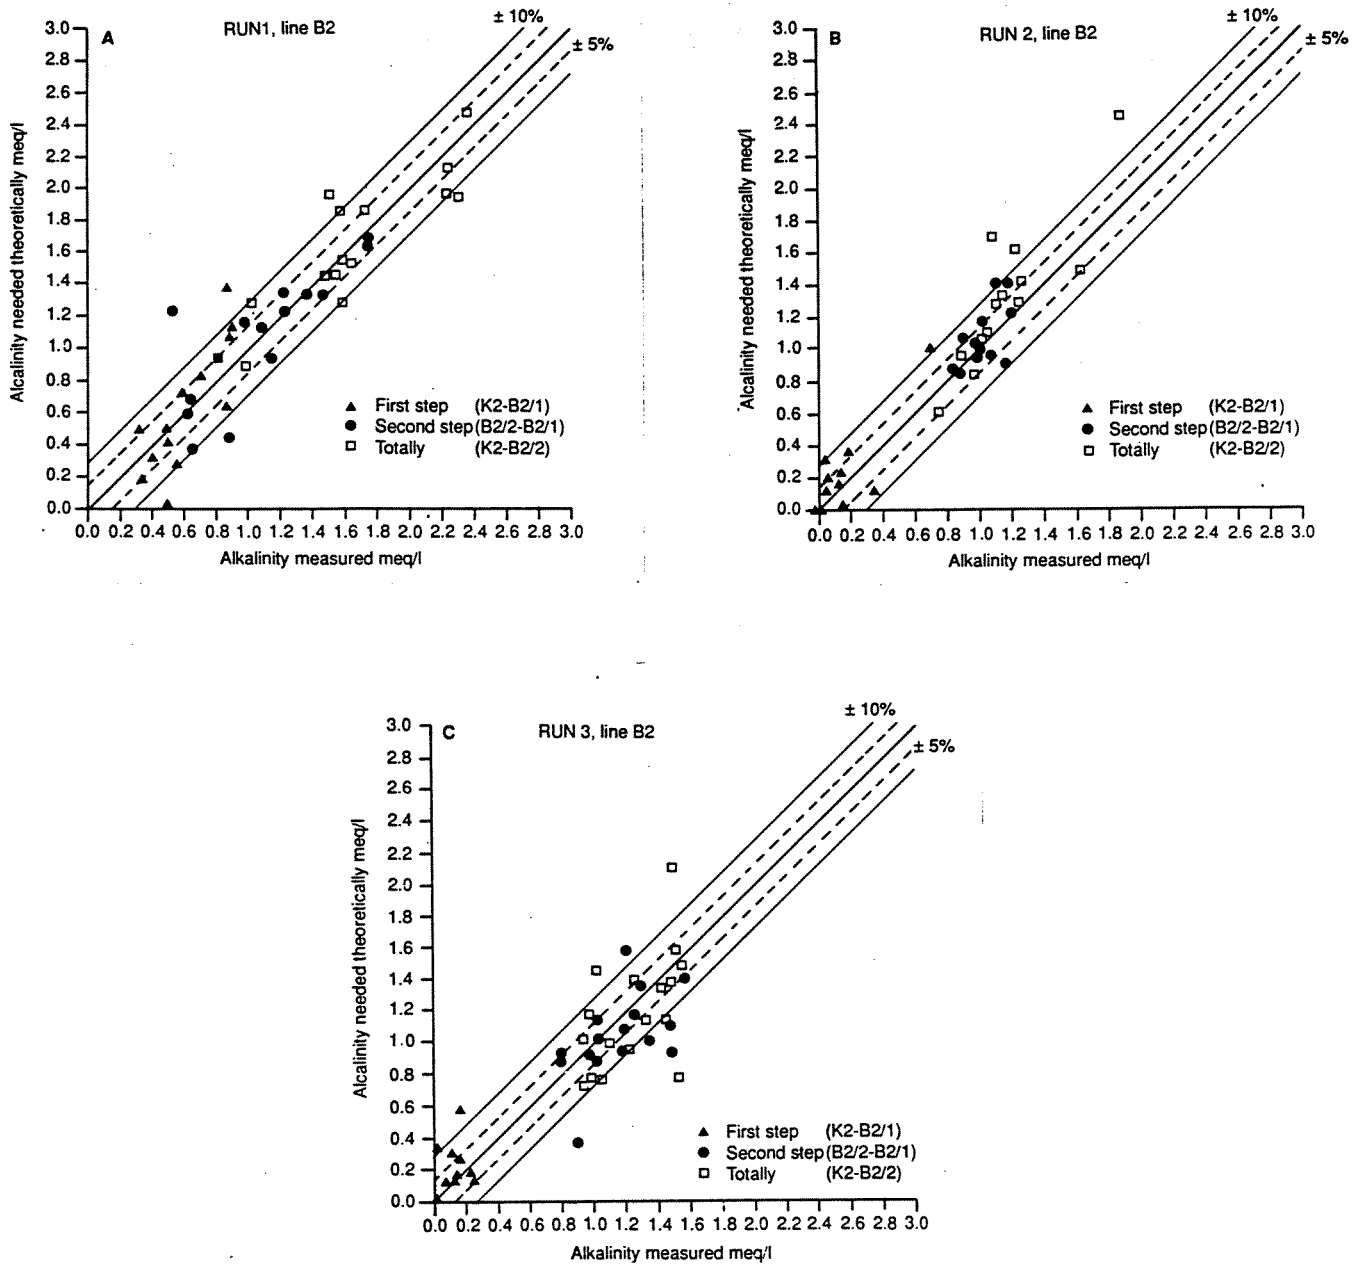 A
RUN1, line B2
± 10%
± 5%
3.0
2.8
2.6
2.4
2.2
2.0
1.8
1.6
1.4
1.2
1.0
0.8
0.6
0.4
0.2
0.0
Alcalinity needed theoretically meq/l
First step (K2-B2/1)
Second step (B2/2-B2/1)
Totally (K2-B2/2)
0.0 0.2 0.4 0.6 0.8 1.0 1.2 1.4 1.6 1.8 2.0 2.2 2.4 2.6 2.8 3.0
Alkalinity measured meq/l
B
RUN 2, line B2
± 10%
± 5%
3.0
2.8
2.6
2.4
2.2
2.0
1.8
1.6
1.4
1.2
1.0
0.8
0.6
0.4
0.2
0.0
Alcalinity needed theoretically meq/l
First step (K2-B2/1)
Second step (B2/2-B2/1)
Totally (K2-B2/2)
0.0 0.2 0.4 0.6 0.8 1.0 1.2 1.4 1.6 1.8 2.0 2.2 2.4 2.6 2.8 3.0
Alkalinity measured meq/l
C
RUN 3, line B2
± 10%
± 5%
3.0
2.8
2.6
2.4
2.2
2.0
1.8
1.6
1.4
1.2
1.0
0.8
0.6
0.4
0.2
0.0
Alcalinity needed theoretically meq/l
First step (K2-B2/1)
Second step (B2/2-B2/1)
Totally (K2-B2/2)
0.0 0.2 0.4 0.6 0.8 1.0 1.2 1.4 1.6 1.8 2.0 2.2 2.4 2.6 2.8 3.0
Alkalinity measured meq/l